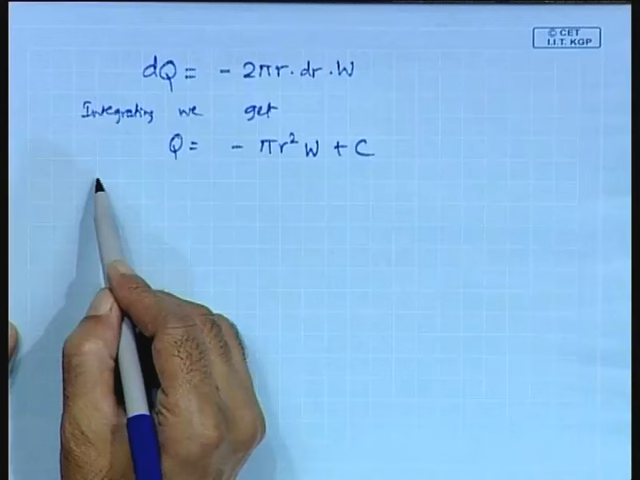 © CET
I.I.T. KGP
dQ = - 2πr · dr · W
Integrating we get
Q = - πr² W + C